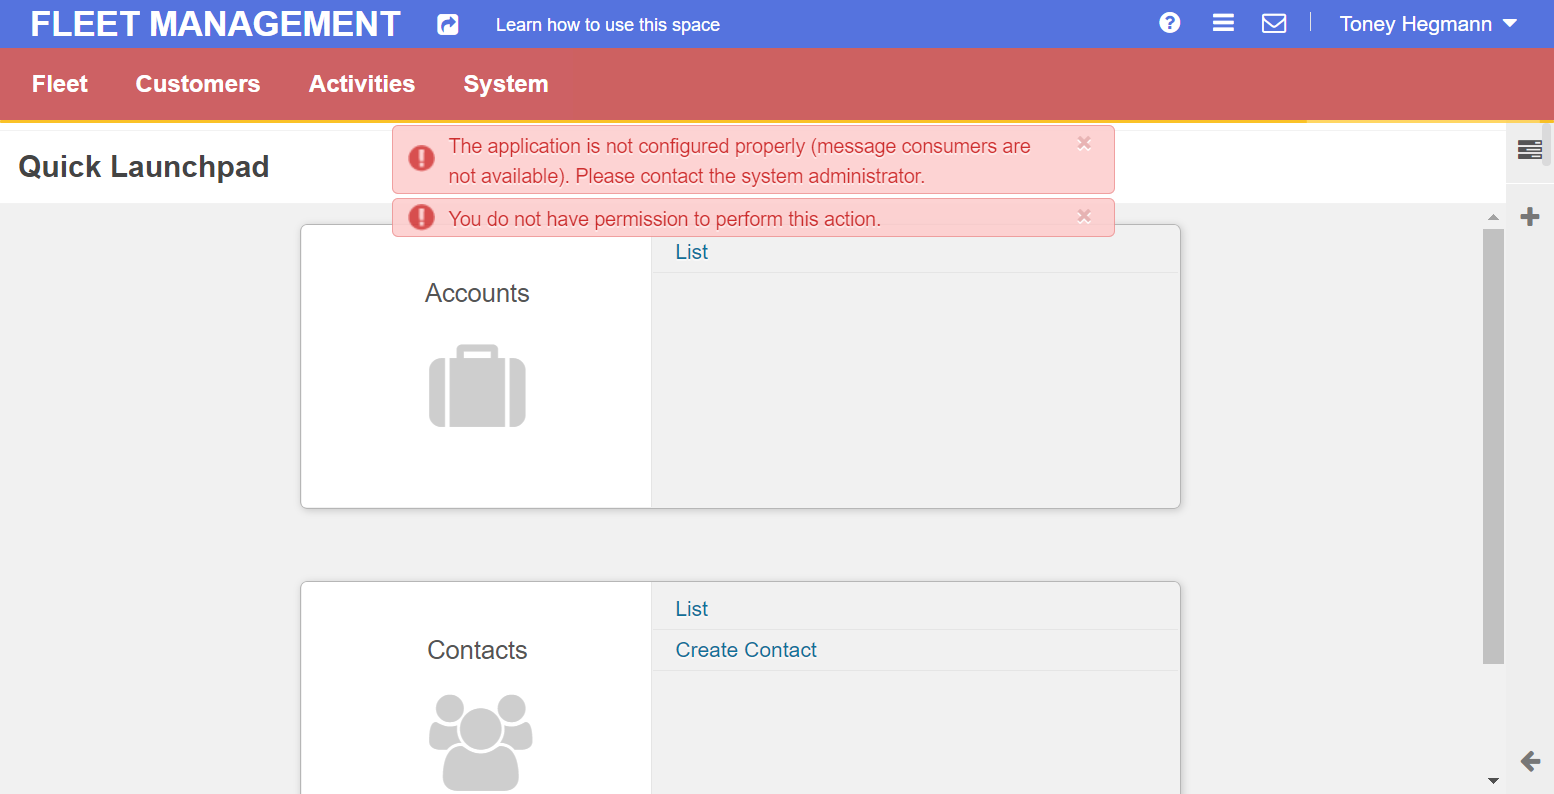 FLEET MANAGEMENT
Learn how to use this space
Toney Hegmann
Fleet
Customers
Activities
System
Quick Launchpad
The application is not configured properly (message consumers are
not available). Please contact the system administrator.
You do not have permission to perform this action.
Accounts
List
Contacts
List
Create Contact